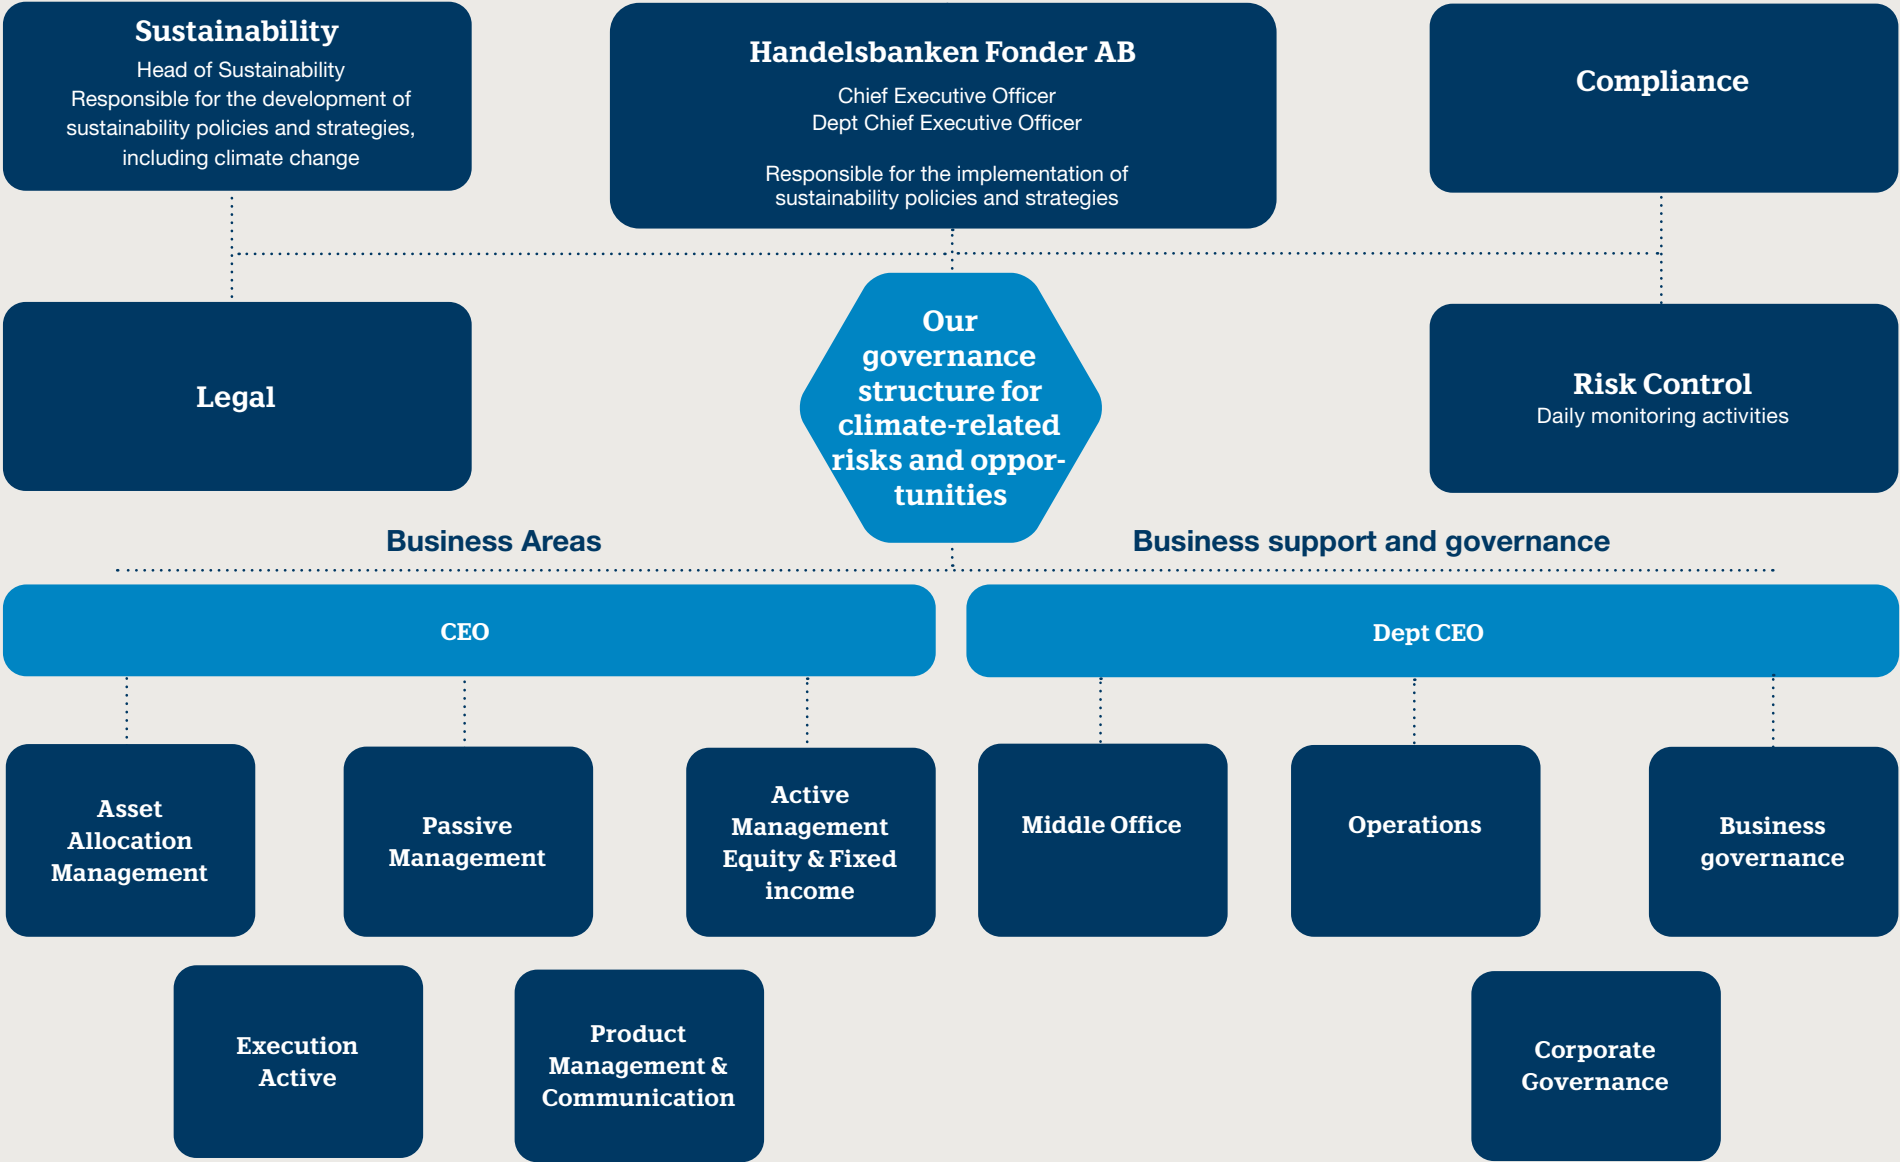 Sustainability
Head of Sustainability
Responsible for the development of
sustainability policies and strategies,
including climate change
Handelsbanken Fonder AB
Chief Executive Officer
Dept Chief Executive Officer
Responsible for the implementation of
sustainability policies and strategies
Compliance
Legal
Our
governance
structure for
climate-related
risks and oppor-
tunities
Risk Control
Daily monitoring activities
Business Areas
Business support and governance
CEO
Dept CEO
Asset
Allocation
Management
Passive
Management
Active
Management
Equity & Fixed
income
Middle Office
Operations
Business
governance
Execution
Active
Product
Management &
Communication
Corporate
Governance